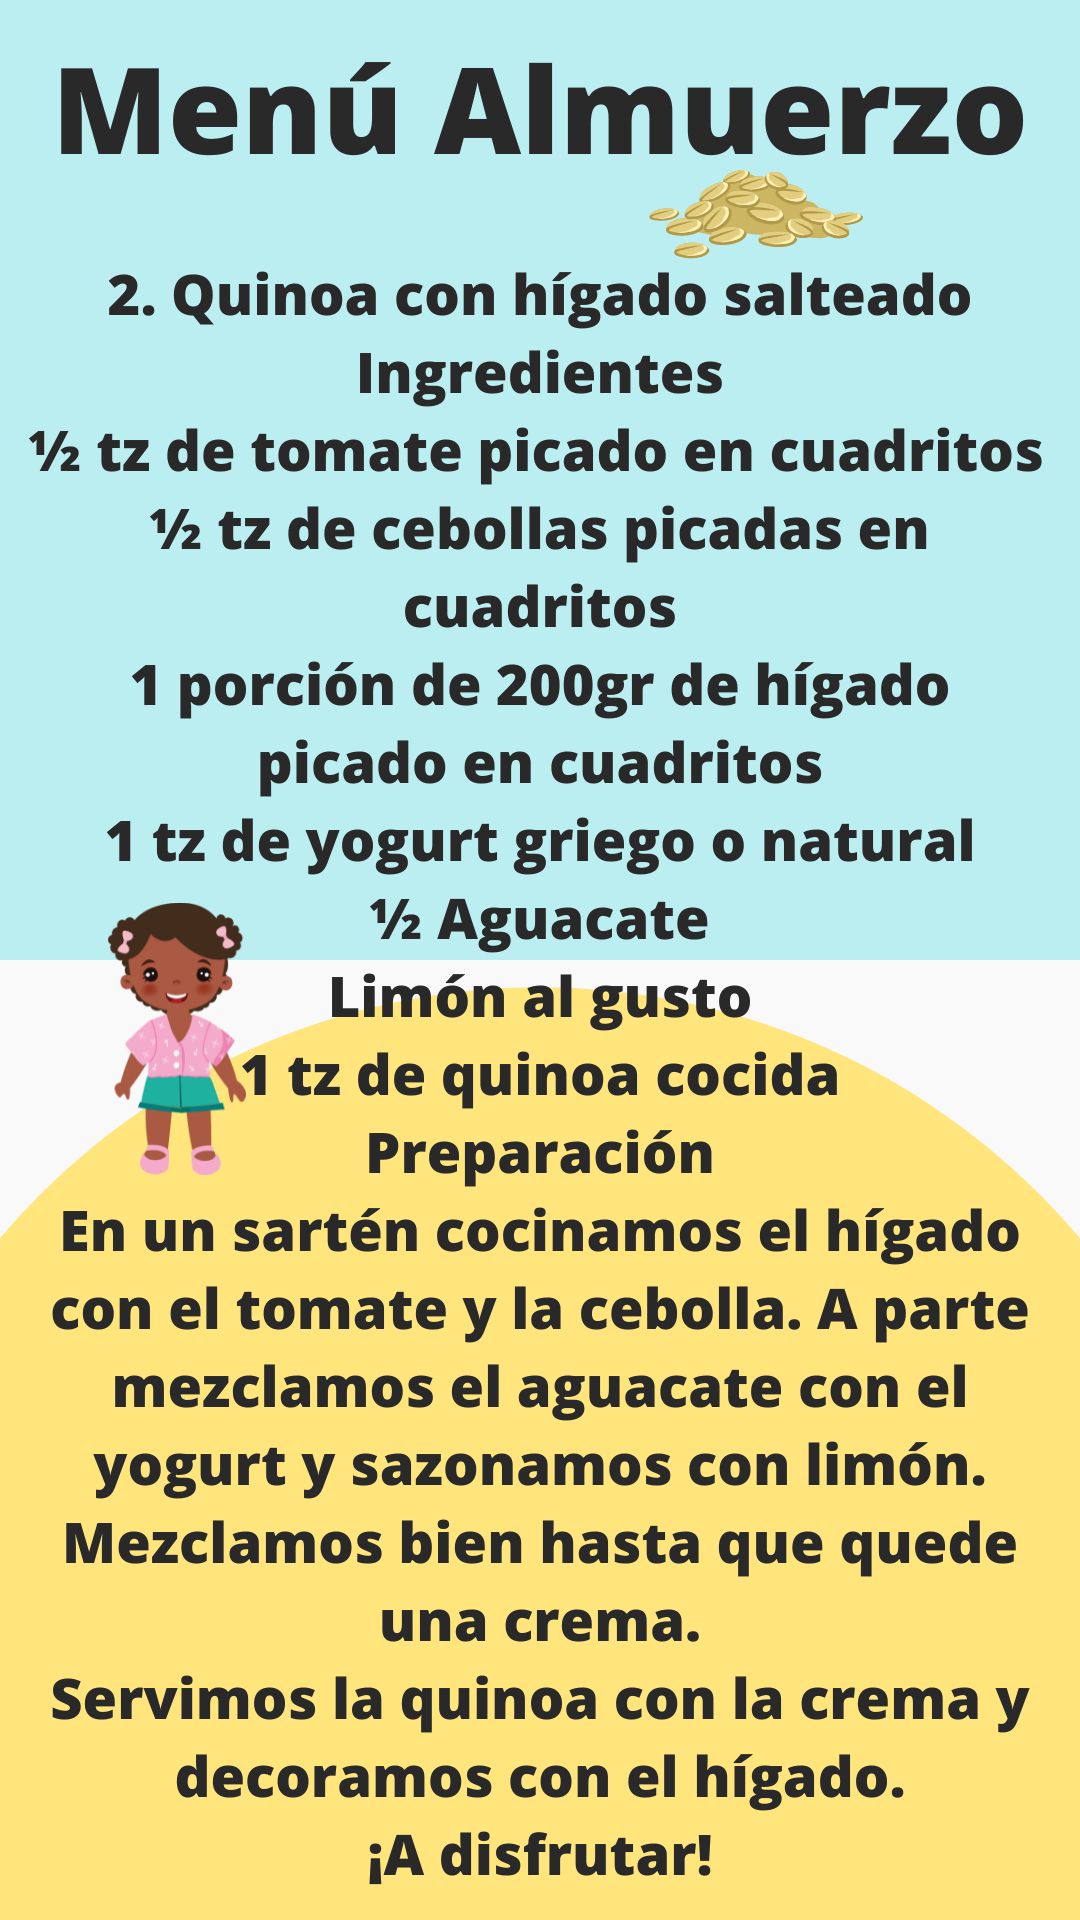 Menú Almuerzo
2. Quinoa con hígado salteado
Ingredientes
½ tz de tomate picado en cuadritos
½ tz de cebollas picadas en
cuadritos
1 porción de 200gr de hígado
picado en cuadritos
1 tz de yogurt griego o natural
½ Aguacate
Limón al gusto
1 tz de quinoa cocida
Preparación
En un sartén cocinamos el hígado
con el tomate y la cebolla. A parte
mezclamos el aguacate con el
yogurt y sazonamos con limón.
Mezclamos bien hasta que quede
una crema.
Servimos la quinoa con la crema y
decoramos con el hígado.
¡A disfrutar!